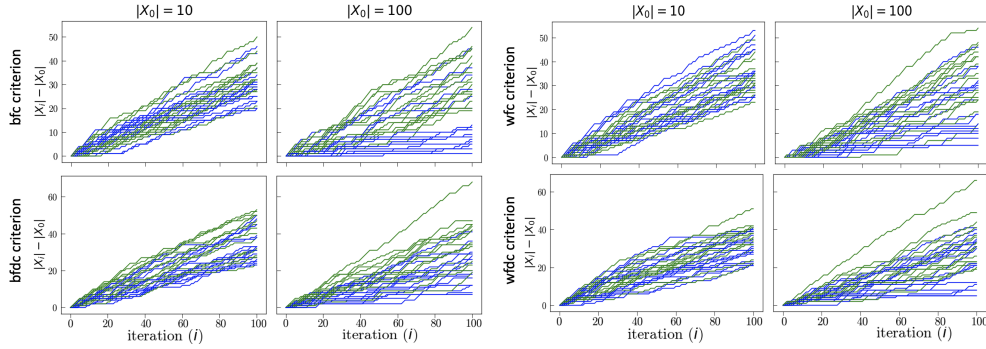 |X₀| = 10
|X₀| = 100
|X₀| = 10
|X₀| = 100
bfc criterion
|Xᵢ| − |X₀|
50
40
30
20
10
0
wfc criterion
|Xᵢ| − |X₀|
50
40
30
20
10
0
bfdc criterion
|Xᵢ| − |X₀|
60
40
20
0
wfdc criterion
|Xᵢ| − |X₀|
60
40
20
0
0 20 40 60 80 100
0 20 40 60 80 100
0 20 40 60 80 100
0 20 40 60 80 100
iteration (i)
iteration (i)
iteration (i)
iteration (i)